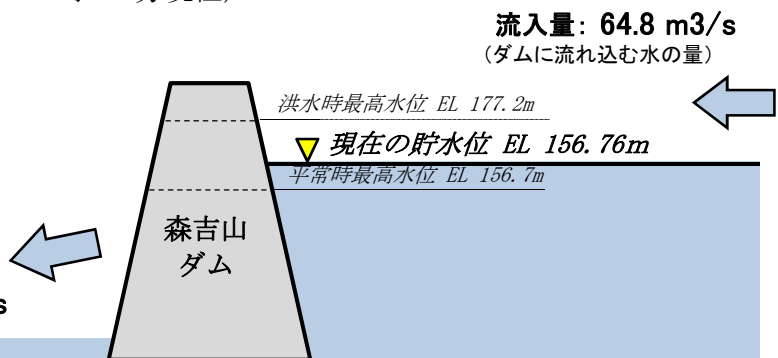 流入量: 64.8 m3/s
(ダムに流れ込む水の量)
洪水時最高水位 EL 177.2m
現在の貯水位 EL 156.76m
平常時最高水位 EL 156.7m
森吉山
ダム
s